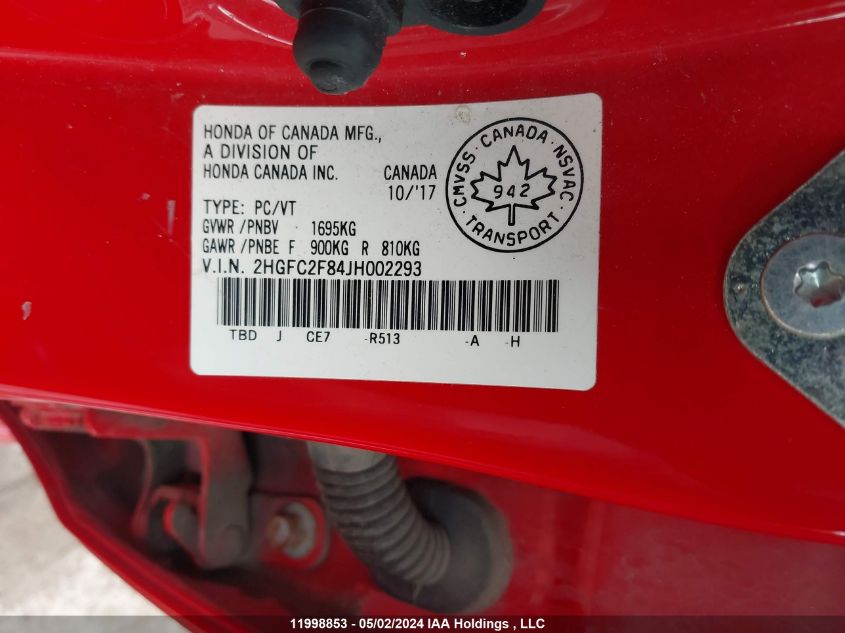 HONDA OF CANADA MFG.,
A DIVISION OF
HONDA CANADA INC. CANADA
10/'17
TYPE: PC/VT
GVWR /PNBV 1695KG
GAWR /PNBE F 900KG R 810KG
V.I.N. 2HGFC2F84JH002293
TBD J CE7 -R513 -A -H
CMVSS · CANADA · NSVAC ·
942
TRANSPORT
11998853 - 05/02/2024 IAA Holdings , LLC